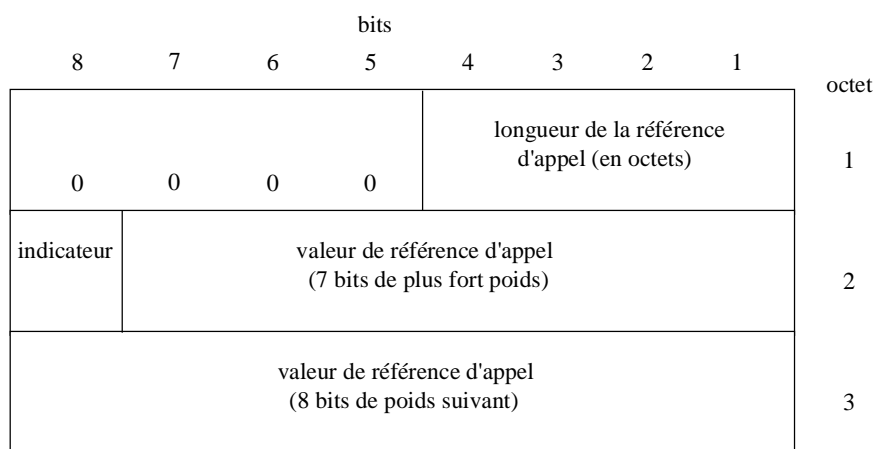 bits
8 7 6 5 4 3 2 1
octet
longueur de la référence
d'appel (en octets)
1
0 0 0 0
indicateur
valeur de référence d'appel
(7 bits de plus fort poids)
2
valeur de référence d'appel
(8 bits de poids suivant)
3